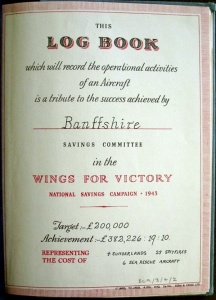 THIS
LOG BOOK
which will record the operational activities
of an Aircraft
is a tribute to the success achieved by
Banffshire
SAVINGS COMMITTEE
in the
WINGS FOR VICTORY
NATIONAL SAVINGS CAMPAIGN • 1943
Target :- £200,000
Achievement :- £382,226 : 19 : 10
REPRESENTING
THE COST OF
4 SUNDERLANDS 25 SPITFIRES
6 SEA RESCUE AIRCRAFT